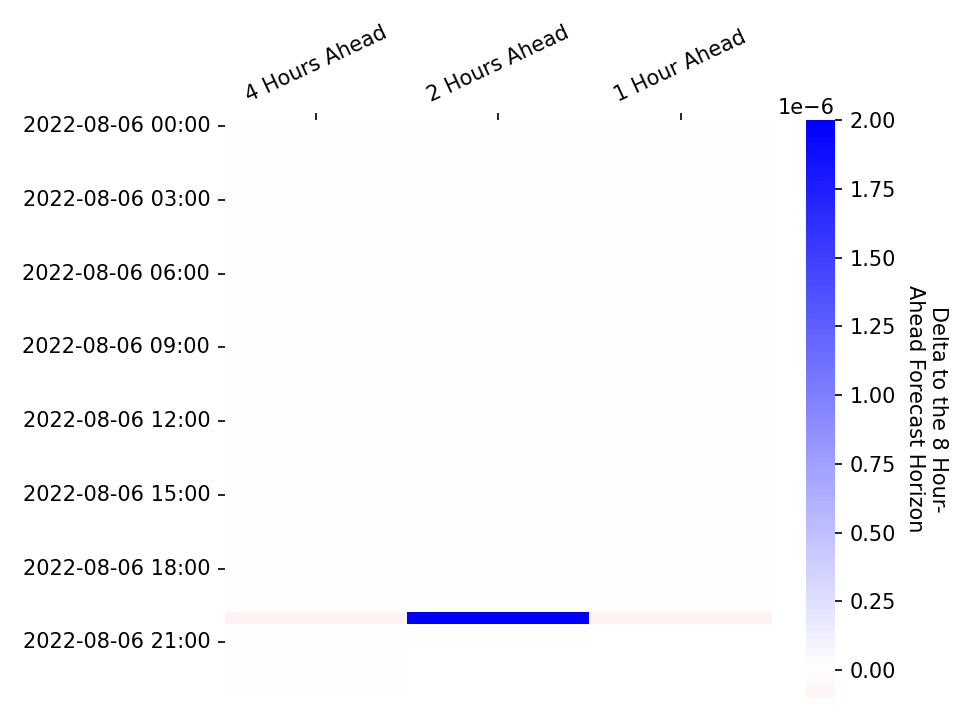 4 Hours Ahead
2 Hours Ahead
1 Hour Ahead
2022-08-06 00:00
2022-08-06 03:00
2022-08-06 06:00
2022-08-06 09:00
2022-08-06 12:00
2022-08-06 15:00
2022-08-06 18:00
2022-08-06 21:00
1e−6
2.00
1.75
1.50
1.25
1.00
0.75
0.50
0.25
0.00
Delta to the 8 Hour-
Ahead Forecast Horizon